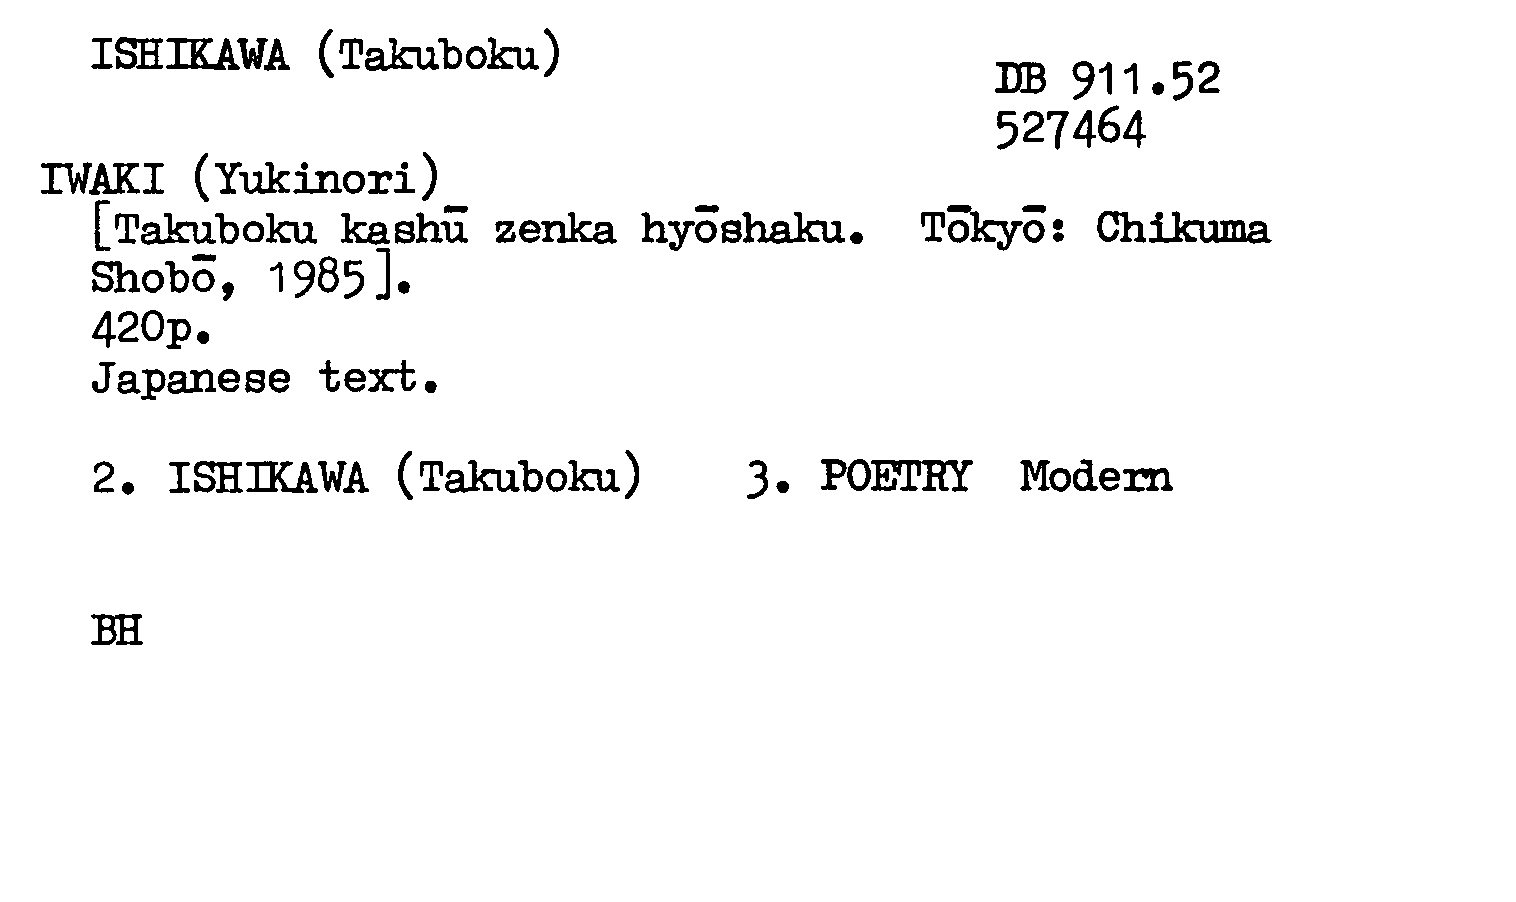 ISHIKAWA (Takuboku)
DB 911.52
527464
IWAKI (Yukinori)
[Takuboku kashū zenka hyōshaku. Tōkyō: Chikuma
Shobō, 1985].
420p.
Japanese text.
2. ISHIKAWA (Takuboku) 3. POETRY Modern
BH